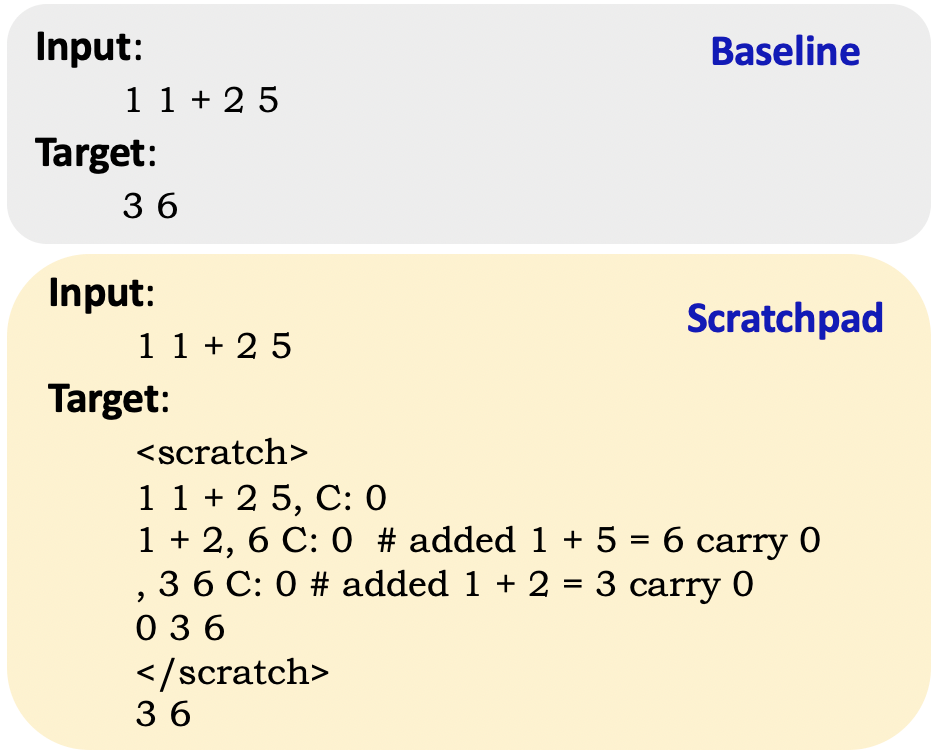 Input:
Baseline
1 1 + 2 5
Target:
3 6
Input:
Scratchpad
1 1 + 2 5
Target:
<scratch>
1 1 + 2 5, C: 0
1 + 2, 6 C: 0 # added 1 + 5 = 6 carry 0
, 3 6 C: 0 # added 1 + 2 = 3 carry 0
0 3 6
</scratch>
3 6